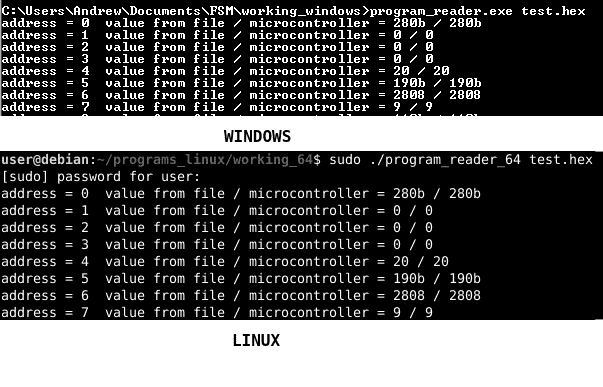 C:\Users\Andrew\Documents\FSM\working_windows>program_reader.exe test.hex
address = 0  value from file / microcontroller = 280b / 280b
address = 1  value from file / microcontroller = 0 / 0
address = 2  value from file / microcontroller = 0 / 0
address = 3  value from file / microcontroller = 0 / 0
address = 4  value from file / microcontroller = 20 / 20
address = 5  value from file / microcontroller = 190b / 190b
address = 6  value from file / microcontroller = 2808 / 2808
address = 7  value from file / microcontroller = 9 / 9
WINDOWS
user@debian:~/programs_linux/working_64$ sudo ./program_reader_64 test.hex
[sudo] password for user:
address = 0  value from file / microcontroller = 280b / 280b
address = 1  value from file / microcontroller = 0 / 0
address = 2  value from file / microcontroller = 0 / 0
address = 3  value from file / microcontroller = 0 / 0
address = 4  value from file / microcontroller = 20 / 20
address = 5  value from file / microcontroller = 190b / 190b
address = 6  value from file / microcontroller = 2808 / 2808
address = 7  value from file / microcontroller = 9 / 9
LINUX